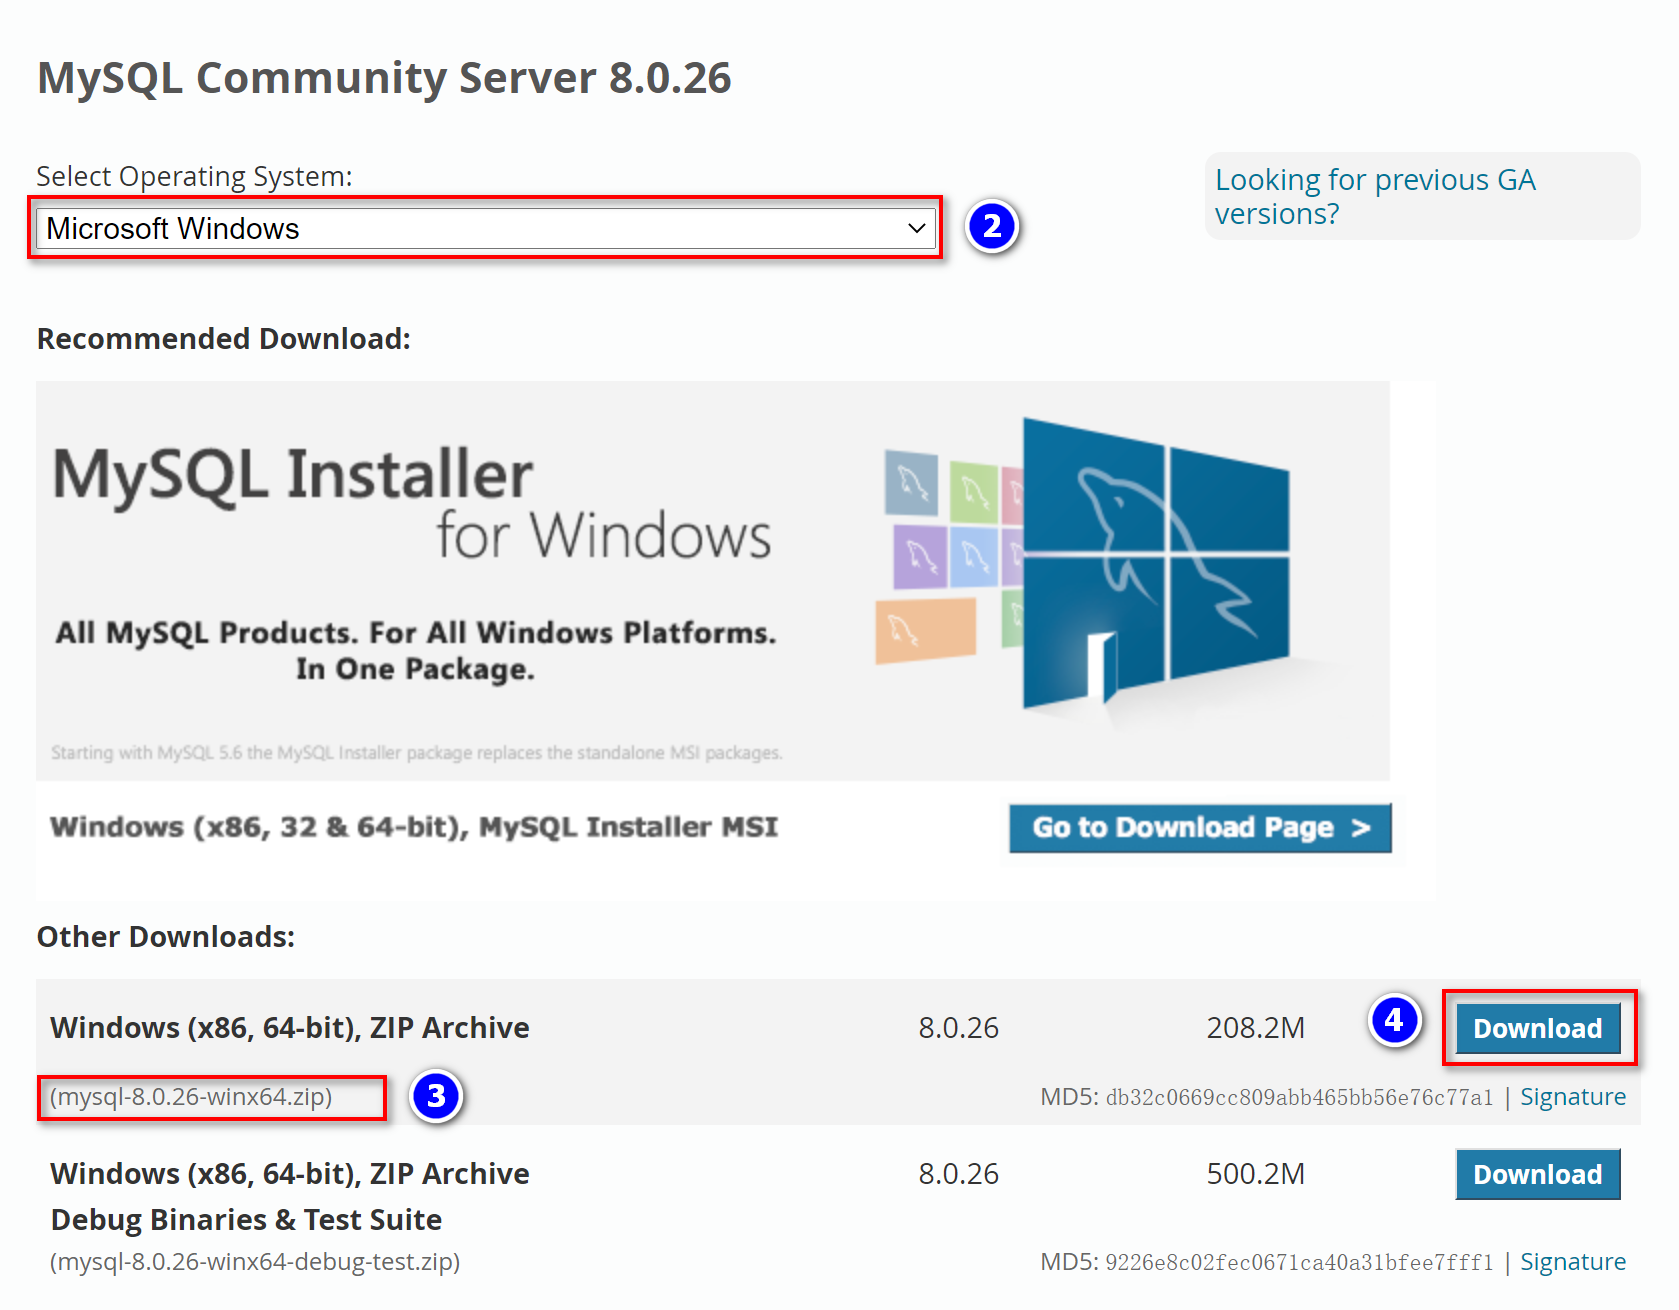 MySQL Community Server 8.0.26
Select Operating System:
Looking for previous GA
versions?
Microsoft Windows
2
Recommended Download:
MySQL Installer
for Windows
All MySQL Products. For All Windows Platforms.
In One Package.
Starting with MySQL 5.6 the MySQL Installer package replaces the standalone MSI packages.
Windows (x86, 32 & 64-bit), MySQL Installer MSI
Go to Download Page >
Other Downloads:
Windows (x86, 64-bit), ZIP Archive 8.0.26 208.2M 4 Download
(mysql-8.0.26-winx64.zip) 3 MD5: db32c0669cc809abb465bb56e76c77a1 | Signature
Windows (x86, 64-bit), ZIP Archive 8.0.26 500.2M Download
Debug Binaries & Test Suite
(mysql-8.0.26-winx64-debug-test.zip) MD5: 9226e8c02fec0671ca40a31bfee7fff1 | Signature